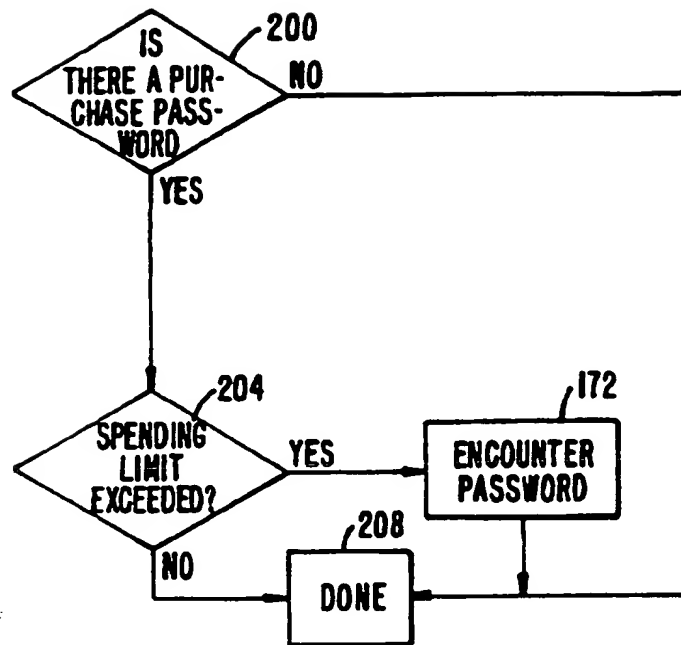 200
IS
THERE A PUR-
CHASE PASS-
WORD
NO
YES
204
SPENDING
LIMIT
EXCEEDED?
YES
NO
172
ENCOUNTER
PASSWORD
208
DONE